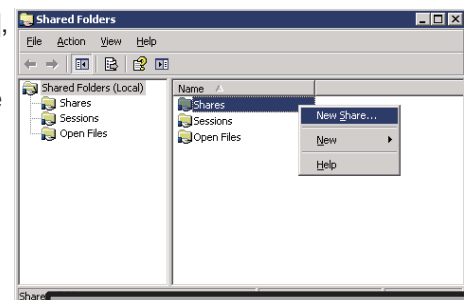 Shared Folders
File Action View Help
Shared Folders (Local)
Shares
Sessions
Open Files
Name
Shares
Sessions
Open Files
New Share...
New
Help